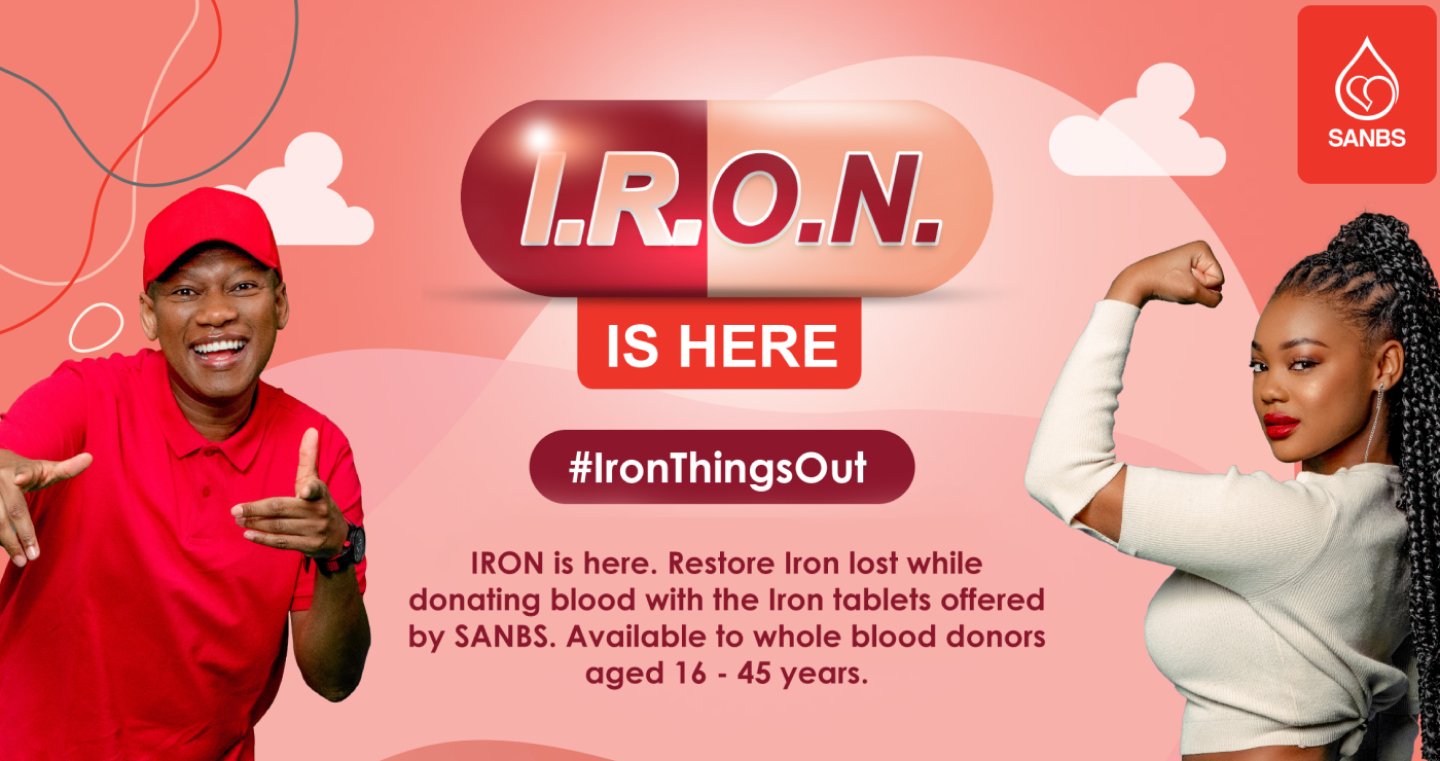 SANBS
I.R.O.N.
IS HERE
#IronThingsOut
IRON is here. Restore Iron lost while
donating blood with the Iron tablets offered
by SANBS. Available to whole blood donors
aged 16 - 45 years.